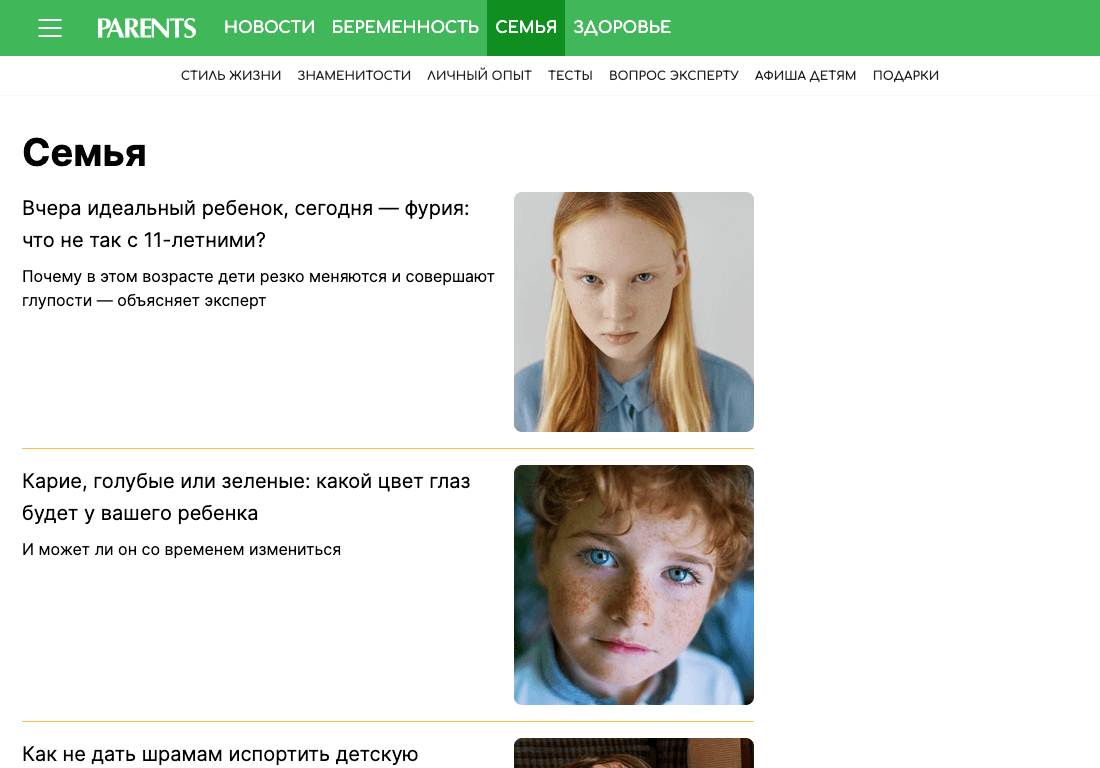 PARENTS НОВОСТИ БЕРЕМЕННОСТЬ СЕМЬЯ ЗДОРОВЬЕ
СТИЛЬ ЖИЗНИ ЗНАМЕНИТОСТИ ЛИЧНЫЙ ОПЫТ ТЕСТЫ ВОПРОС ЭКСПЕРТУ АФИША ДЕТЯМ ПОДАРКИ
Семья
Вчера идеальный ребенок, сегодня — фурия:
что не так с 11-летними?
Почему в этом возрасте дети резко меняются и совершают
глупости — объясняет эксперт
Карие, голубые или зеленые: какой цвет глаз
будет у вашего ребенка
И может ли он со временем измениться
Как не дать шрамам испортить детскую